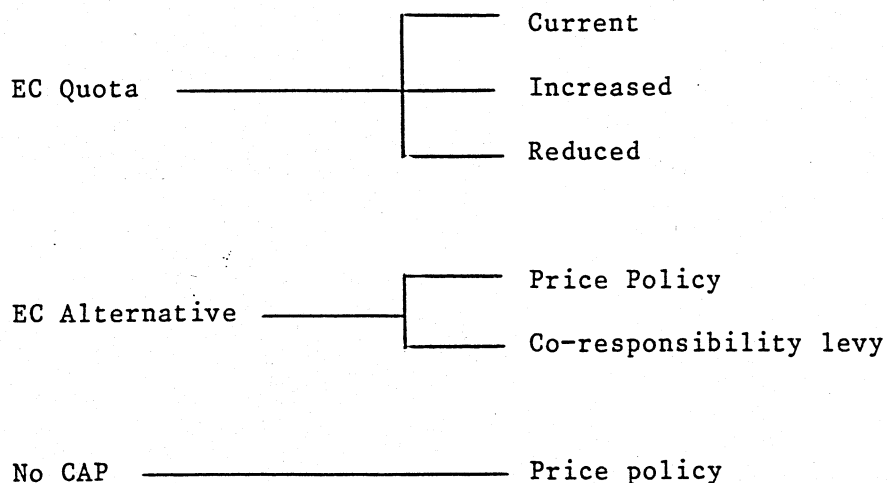 Current
EC Quota Increased
Reduced
Price Policy
EC Alternative
Co-responsibility levy
No CAP Price policy